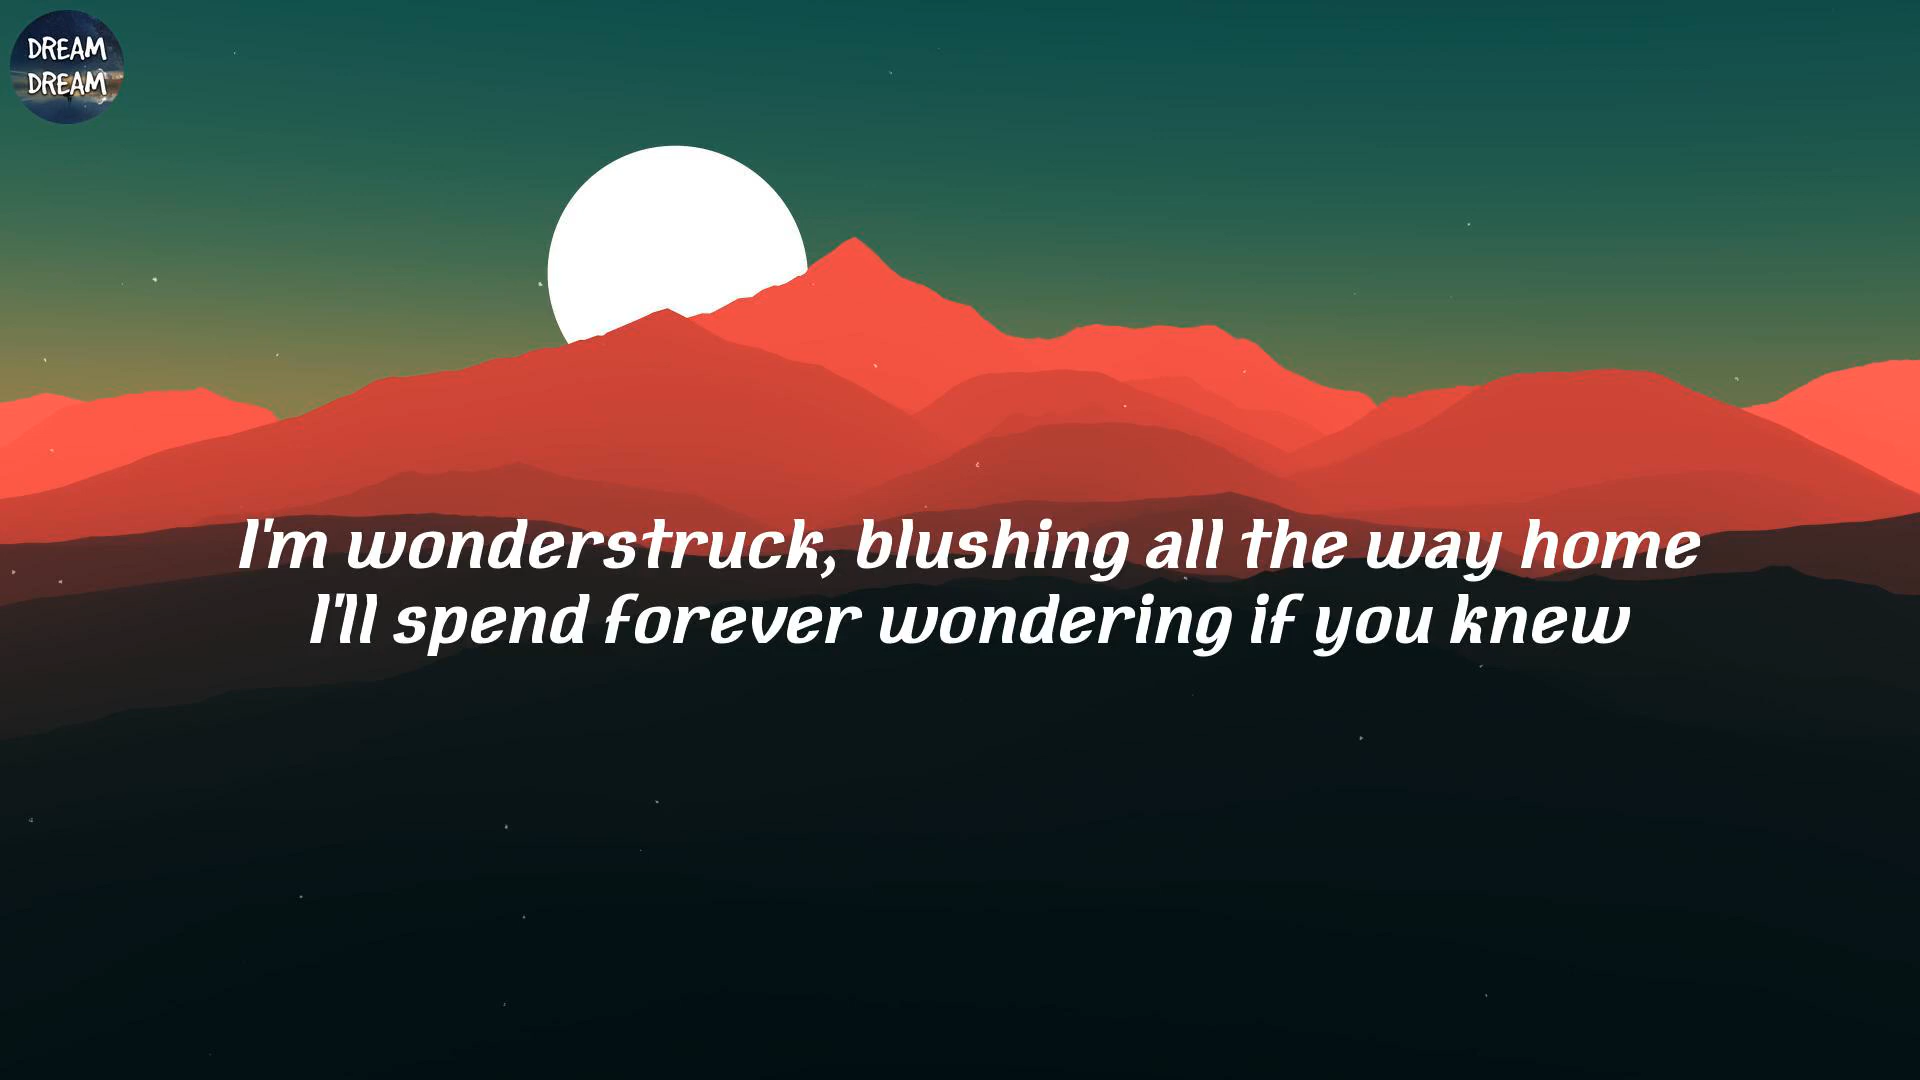 DREAM
DREAM
I'm wonderstruck, blushing all the way home
I'll spend forever wondering if you knew